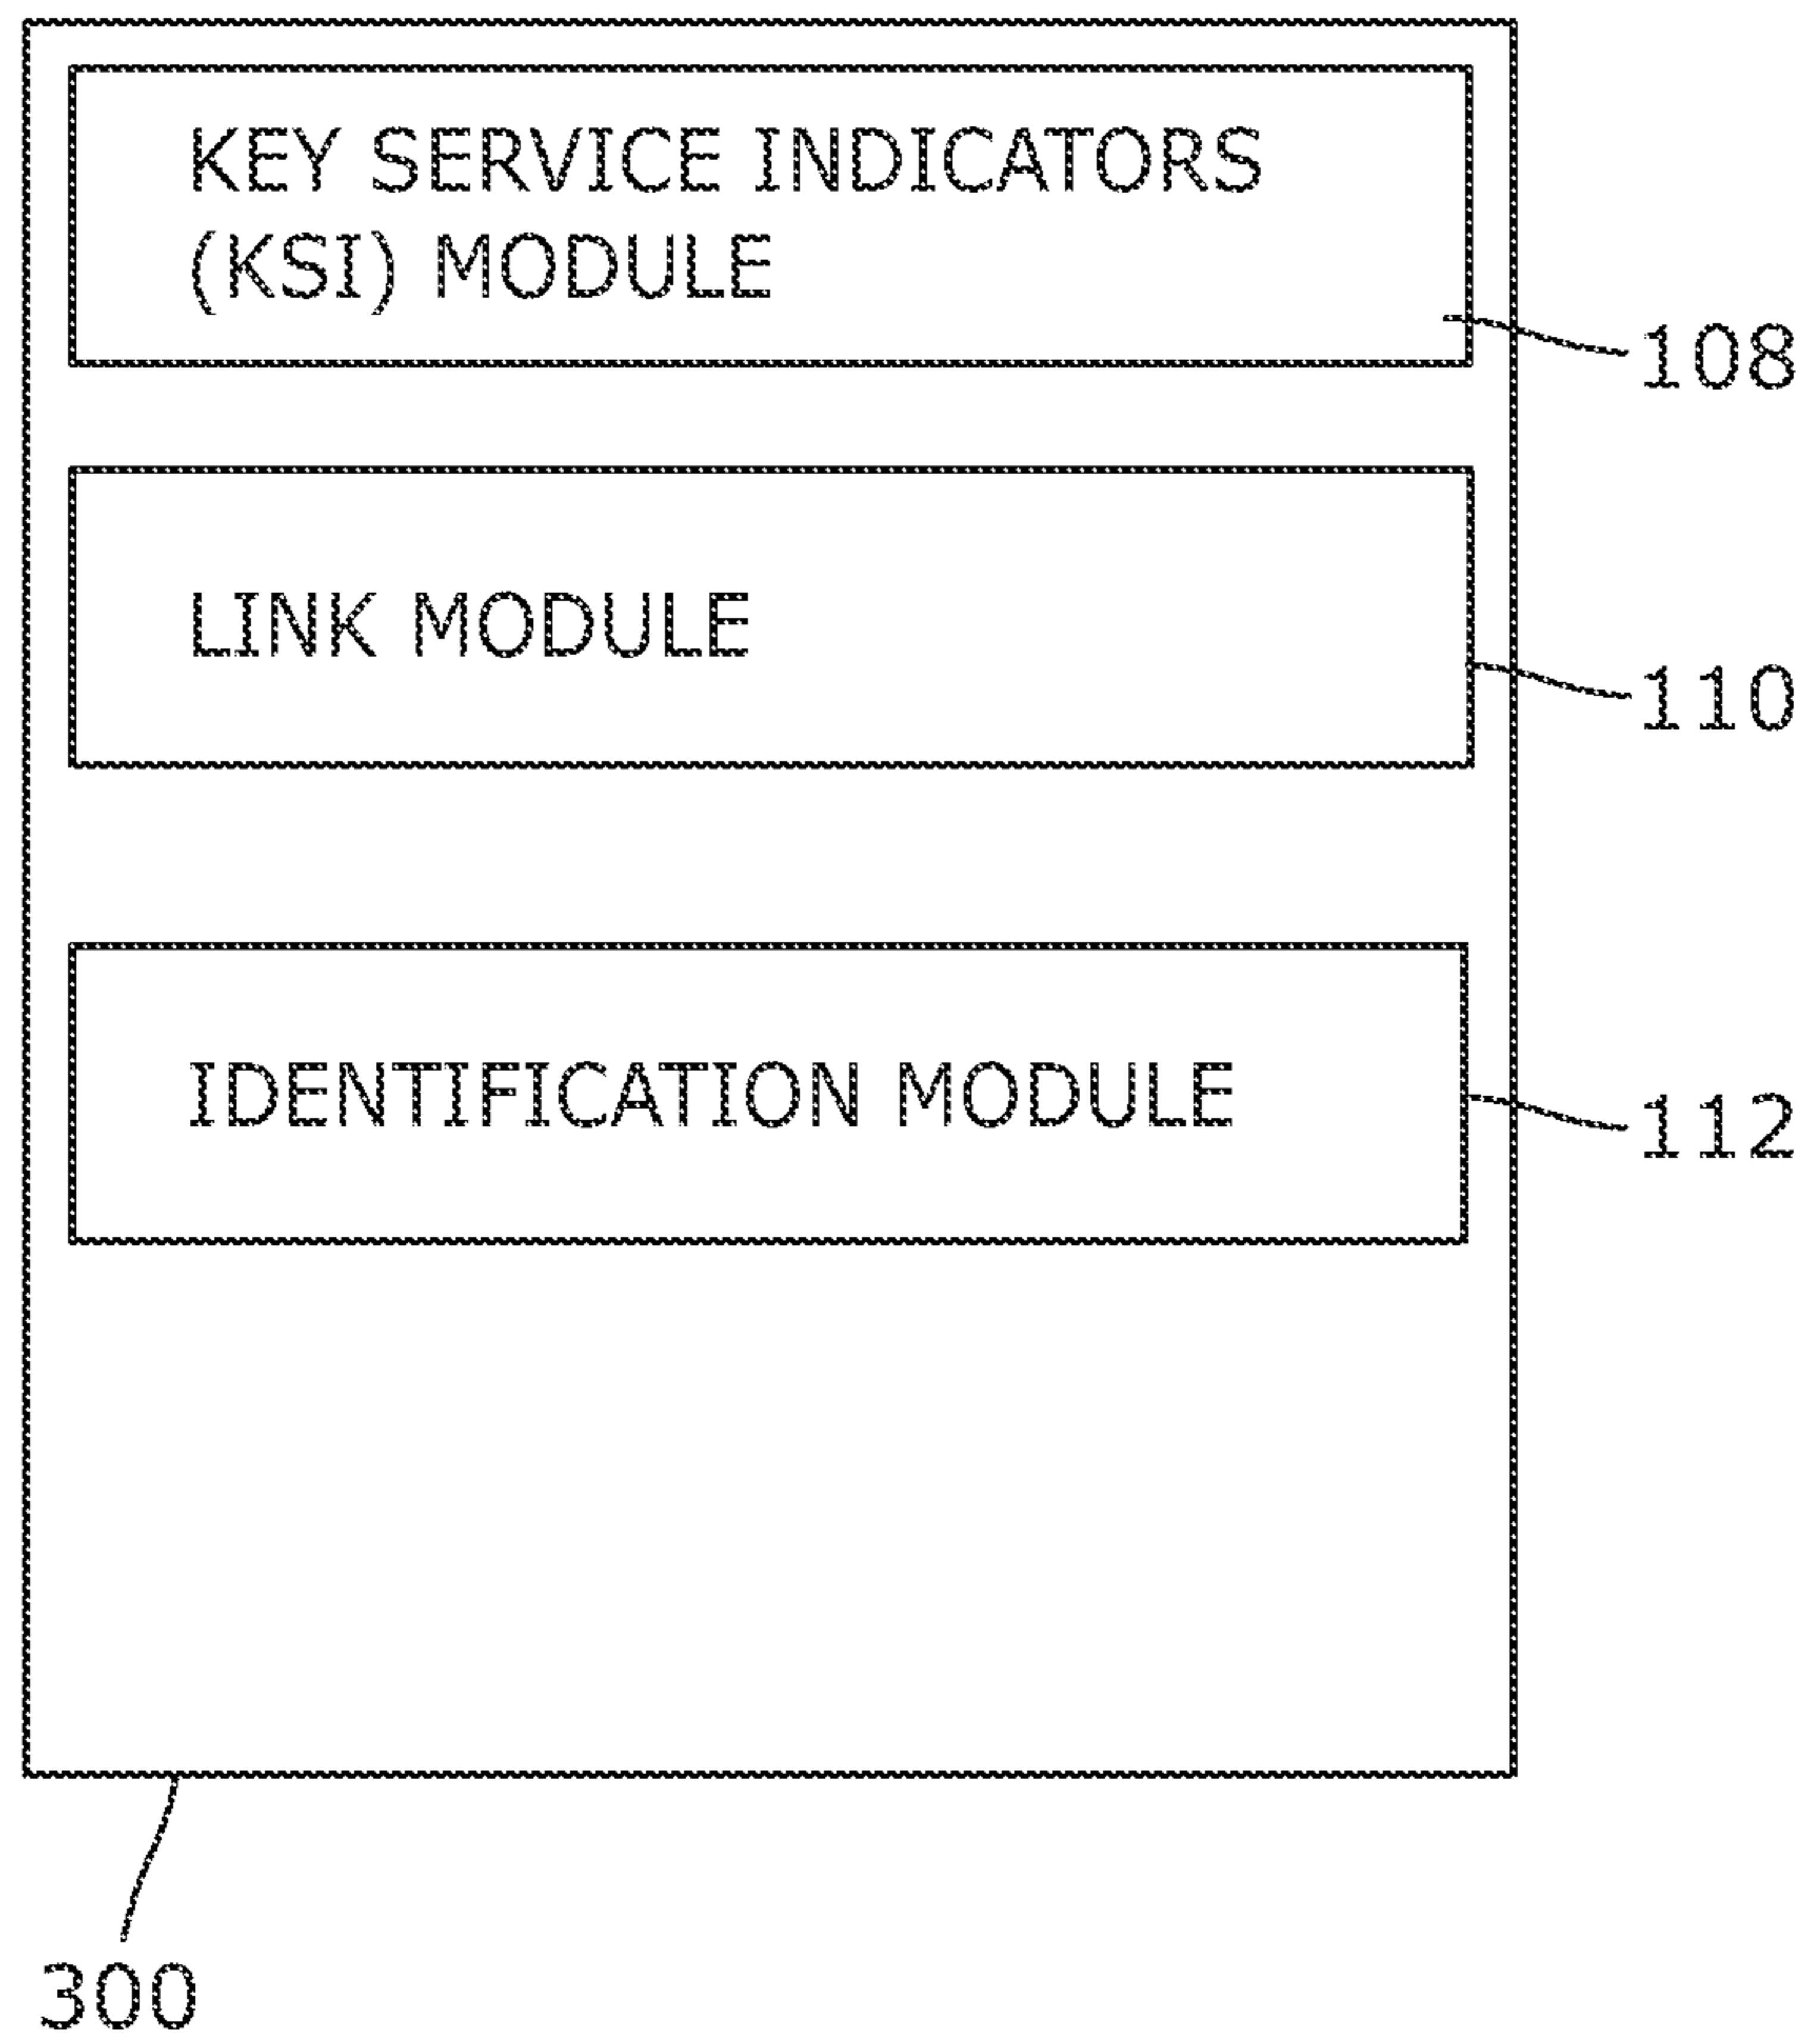 KEY SERVICE INDICATORS
(KSI) MODULE
108
LINK MODULE
110
IDENTIFICATION MODULE
112
300